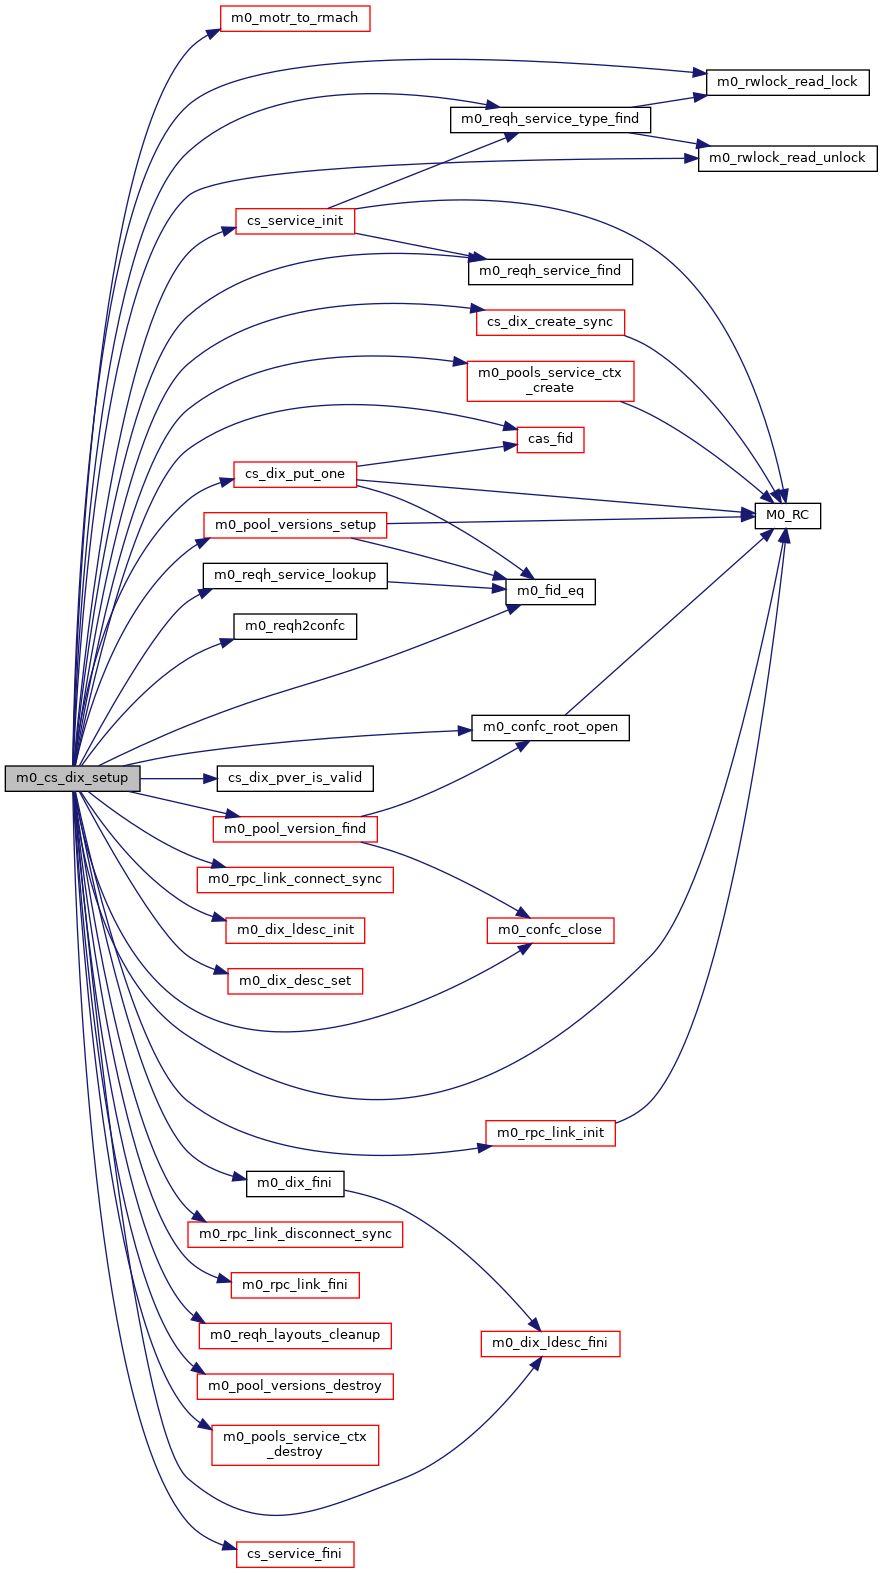 m0_motr_to_rmach
m0_rwlock_read_lock
m0_reqh_service_type_find
m0_rwlock_read_unlock
cs_service_init
m0_reqh_service_find
cs_dix_create_sync
m0_pools_service_ctx
_create
cas_fid
cs_dix_put_one
M0_RC
m0_pool_versions_setup
m0_reqh_service_lookup
m0_fid_eq
m0_reqh2confc
m0_confc_root_open
m0_cs_dix_setup
cs_dix_pver_is_valid
m0_pool_version_find
m0_rpc_link_connect_sync
m0_dix_ldesc_init
m0_confc_close
m0_dix_desc_set
m0_rpc_link_init
m0_dix_fini
m0_rpc_link_disconnect_sync
m0_rpc_link_fini
m0_reqh_layouts_cleanup
m0_dix_ldesc_fini
m0_pool_versions_destroy
m0_pools_service_ctx
_destroy
cs_service_fini